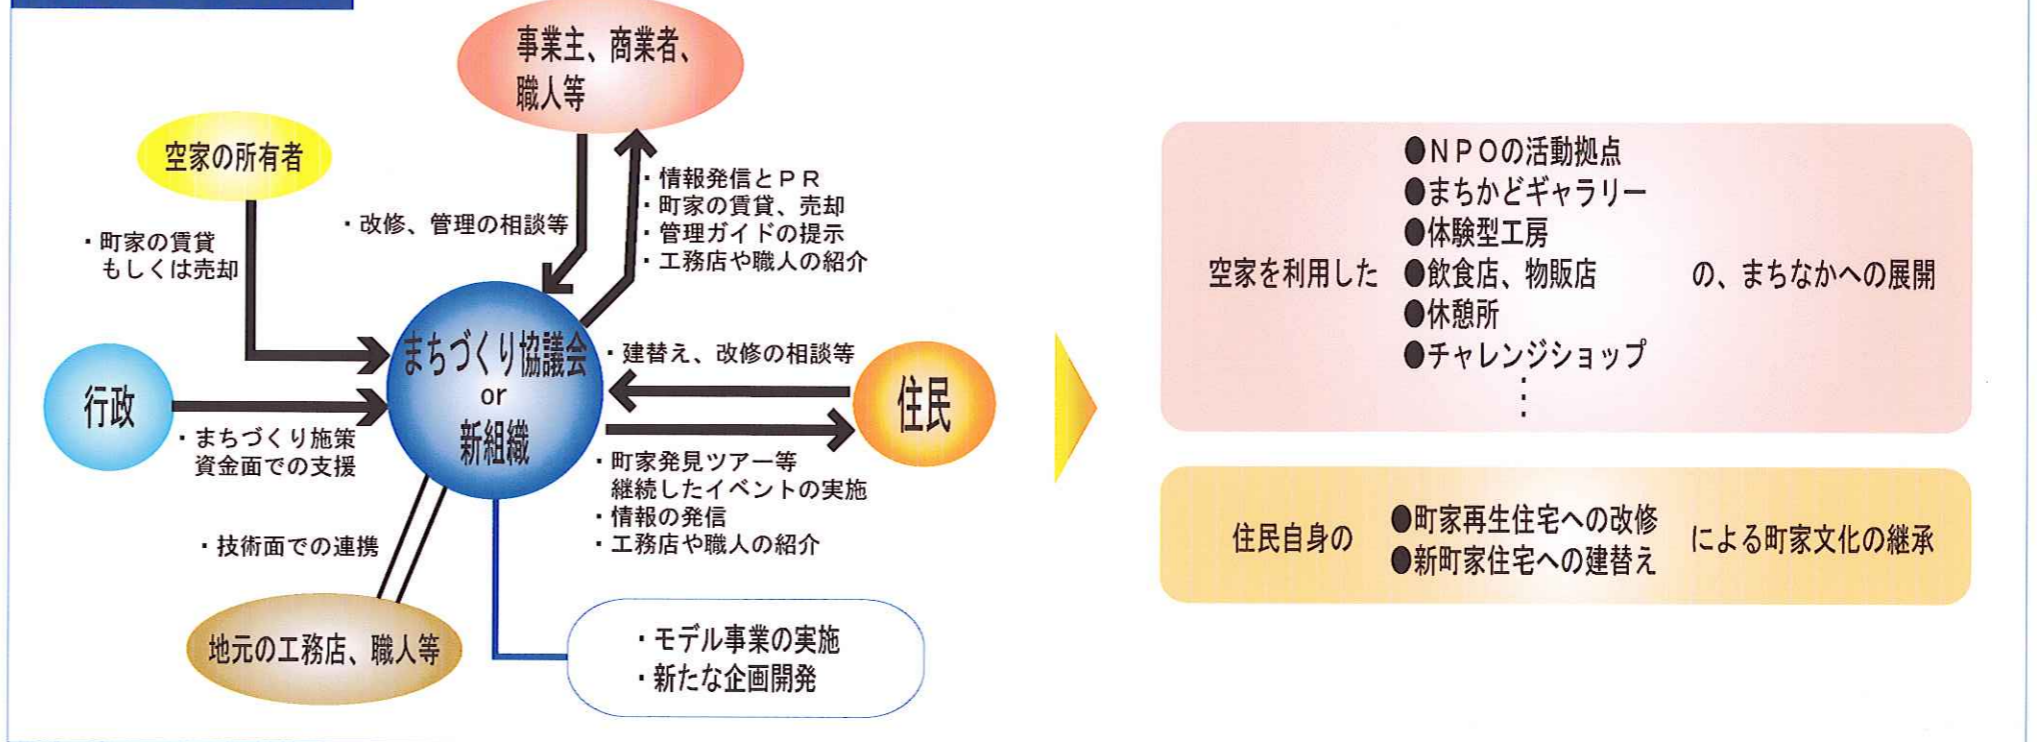 事業主、商業者、
職人等
空家の所有者
・町家の賃貸
もしくは売却
・改修、管理の相談等
・情報発信とPR
・町家の賃貸、売却
・管理ガイドの提示
・工務店や職人の紹介
行政
・まちづくり施策
資金面での支援
まちづくり協議会
or
新組織
・建替え、改修の相談等
住民
・町家発見ツアー等
継続したイベントの実施
・情報の発信
・工務店や職人の紹介
・技術面での連携
地元の工務店、職人等
・モデル事業の実施
・新たな企画開発
空家を利用した
●NPOの活動拠点
●まちかどギャラリー
●体験型工房
●飲食店、物販店
●休憩所
●チャレンジショップ
⋮
の、まちなかへの展開
住民自身の
●町家再生住宅への改修
●新町家住宅への建替え
による町家文化の継承